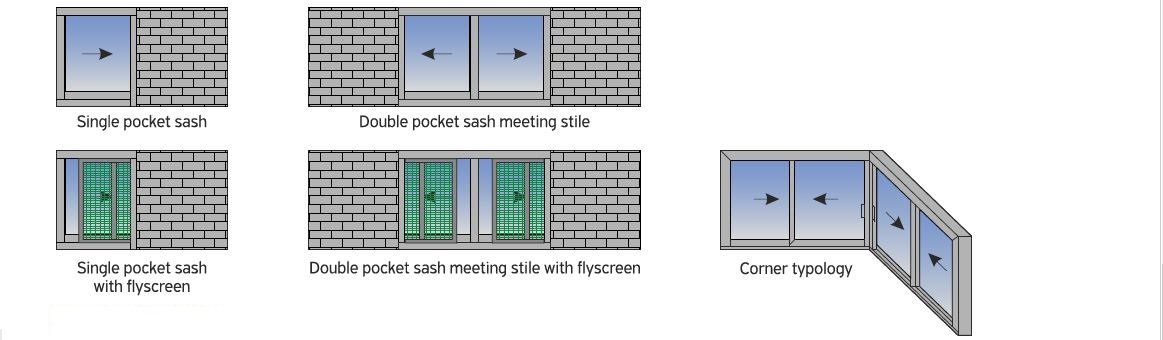 Single pocket sash
Double pocket sash meeting stile
Single pocket sash
with flyscreen
Double pocket sash meeting stile with flyscreen
Corner typology